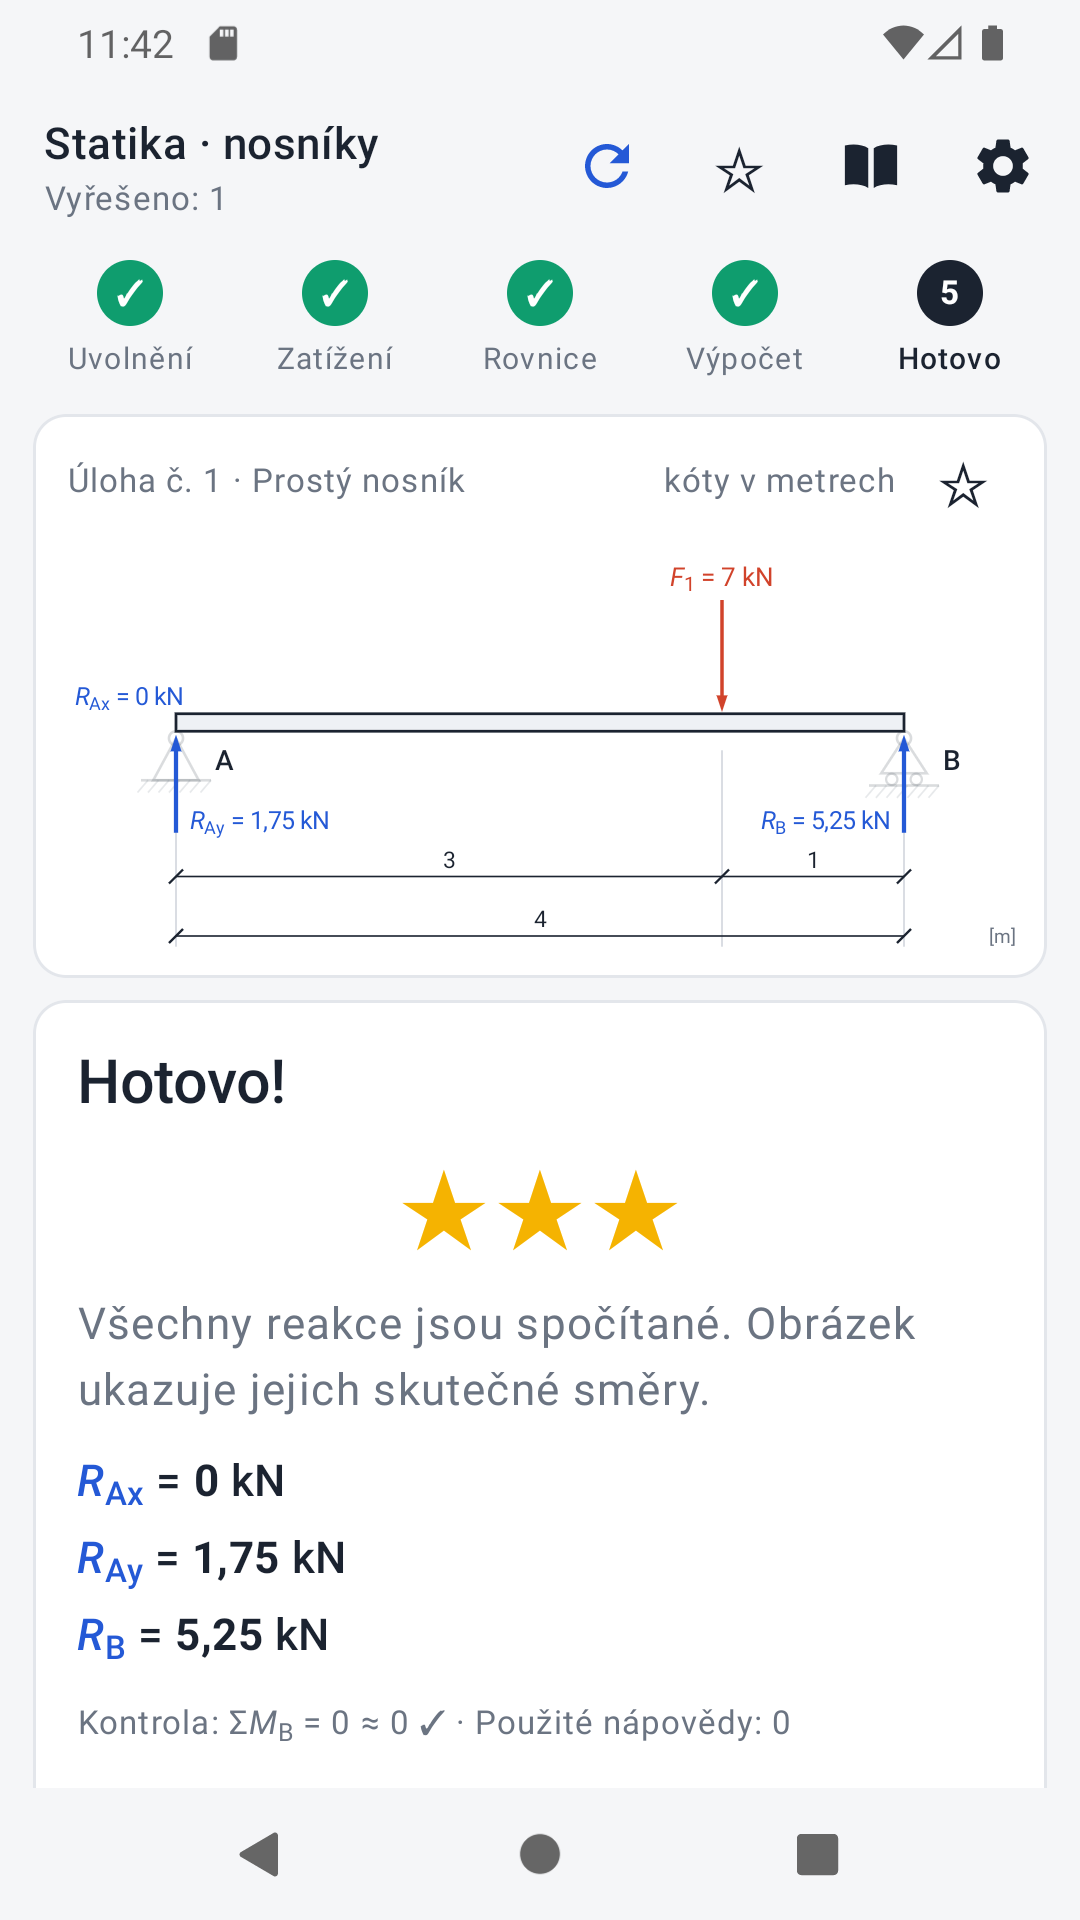 11:42
Statika · nosníky
Vyřešeno: 1
✓ ✓ ✓ ✓ 5
Uvolnění Zatížení Rovnice Výpočet Hotovo
Úloha č. 1 · Prostý nosník kóty v metrech
F1 = 7 kN
RAx = 0 kN
A B
RAy = 1,75 kN RB = 5,25 kN
3 1
4
[m]
Hotovo!
Všechny reakce jsou spočítané. Obrázek
ukazuje jejich skutečné směry.
RAx = 0 kN
RAy = 1,75 kN
RB = 5,25 kN
Kontrola: ΣMB = 0 ≈ 0 ✓ · Použité nápovědy: 0